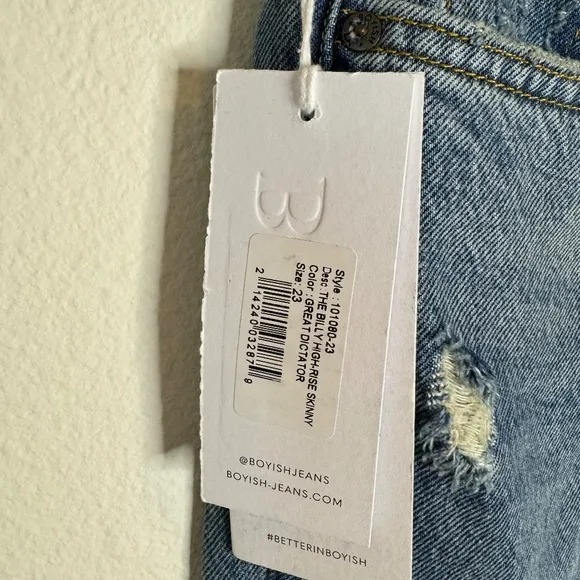 B
Style : 101080-23
Desc :THE BILLY HIGH-RISE SKINNY
Color : GREAT DICTATOR
Size: 23
2 14240 03287 9
@BOYISHJEANS
BOYISH-JEANS.COM
#BETTERINBOYISH